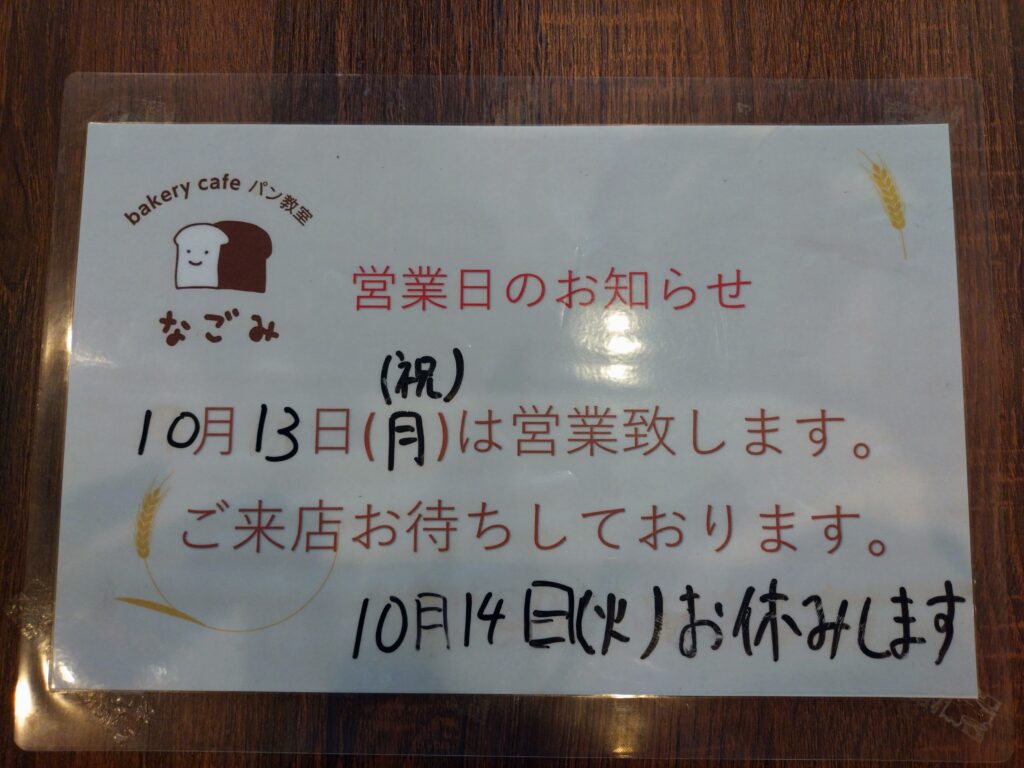 bakery cafe パン教室
なごみ
営業日のお知らせ
(祝)
10月13日(月)は営業致します。
ご来店お待ちしております。
10月14日(火)お休みします